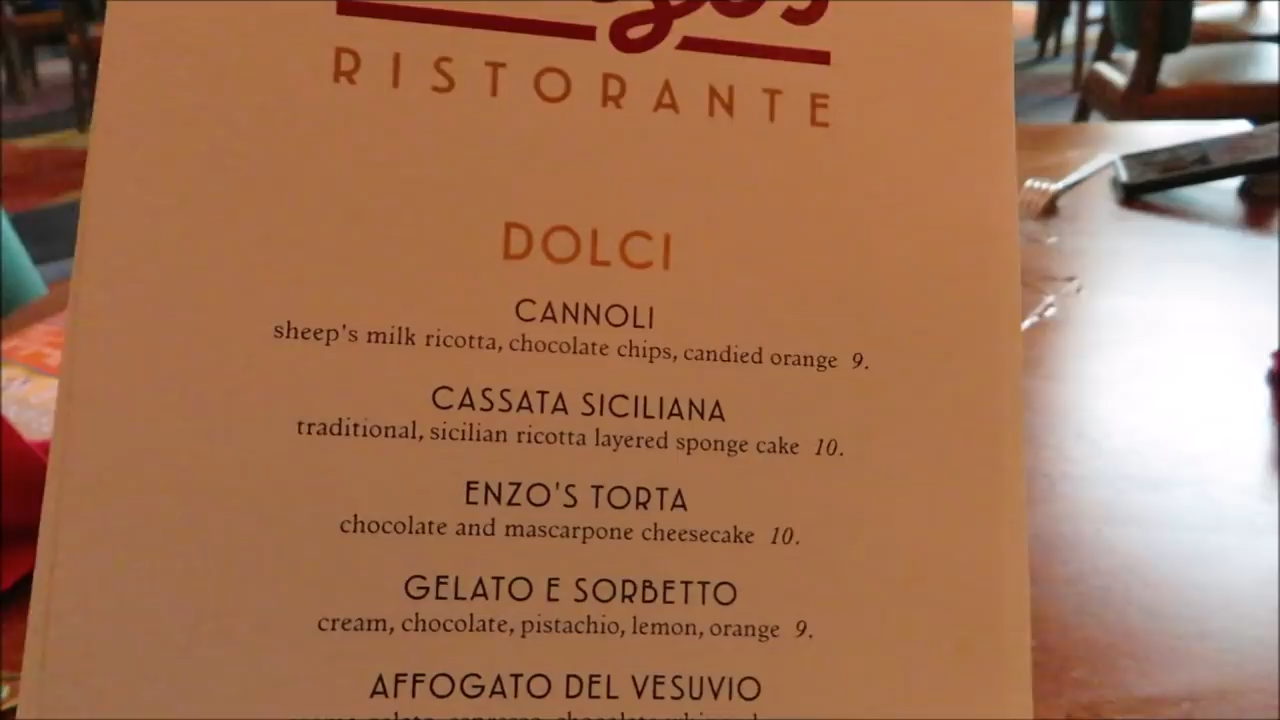 RISTORANTE
DOLCI
CANNOLI
sheep's milk ricotta, chocolate chips, candied orange 9.
CASSATA SICILIANA
traditional, sicilian ricotta layered sponge cake 10.
ENZO'S TORTA
chocolate and mascarpone cheesecake 10.
GELATO E SORBETTO
cream, chocolate, pistachio, lemon, orange 9.
AFFOGATO DEL VESUVIO